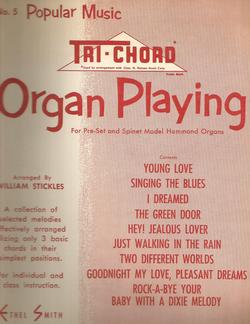 No. 5 Popular Music
TRI-CHORD
Trade Mark
Organ Playing
For Pre-Set and Spinet Model Hammond Organs
Arranged By
WILLIAM STICKLES
A collection of
selected melodies
effectively arranged
utilizing only 3 basic
chords in their
simplest positions.
For individual and
class instruction.
ETHEL SMITH
Contents
YOUNG LOVE
SINGING THE BLUES
I DREAMED
THE GREEN DOOR
HEY! JEALOUS LOVER
JUST WALKING IN THE RAIN
TWO DIFFERENT WORLDS
GOODNIGHT MY LOVE, PLEASANT DREAMS
ROCK-A-BYE YOUR
BABY WITH A DIXIE MELODY